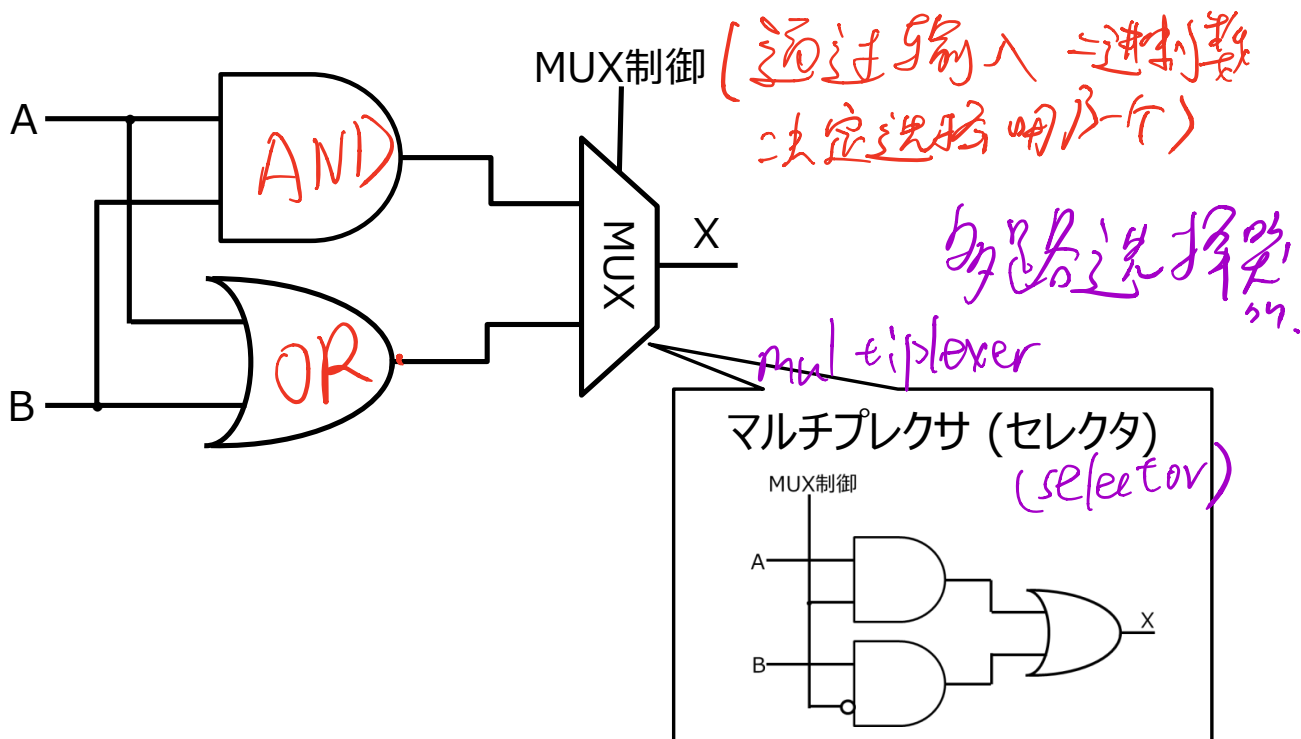 MUX制御
(通过输入二进制数
决定选择哪一个)
A
AND
MUX
X
多路选择器
OR
B
multiplexer
マルチプレクサ (セレクタ)
(selector)
MUX制御
A
B
X